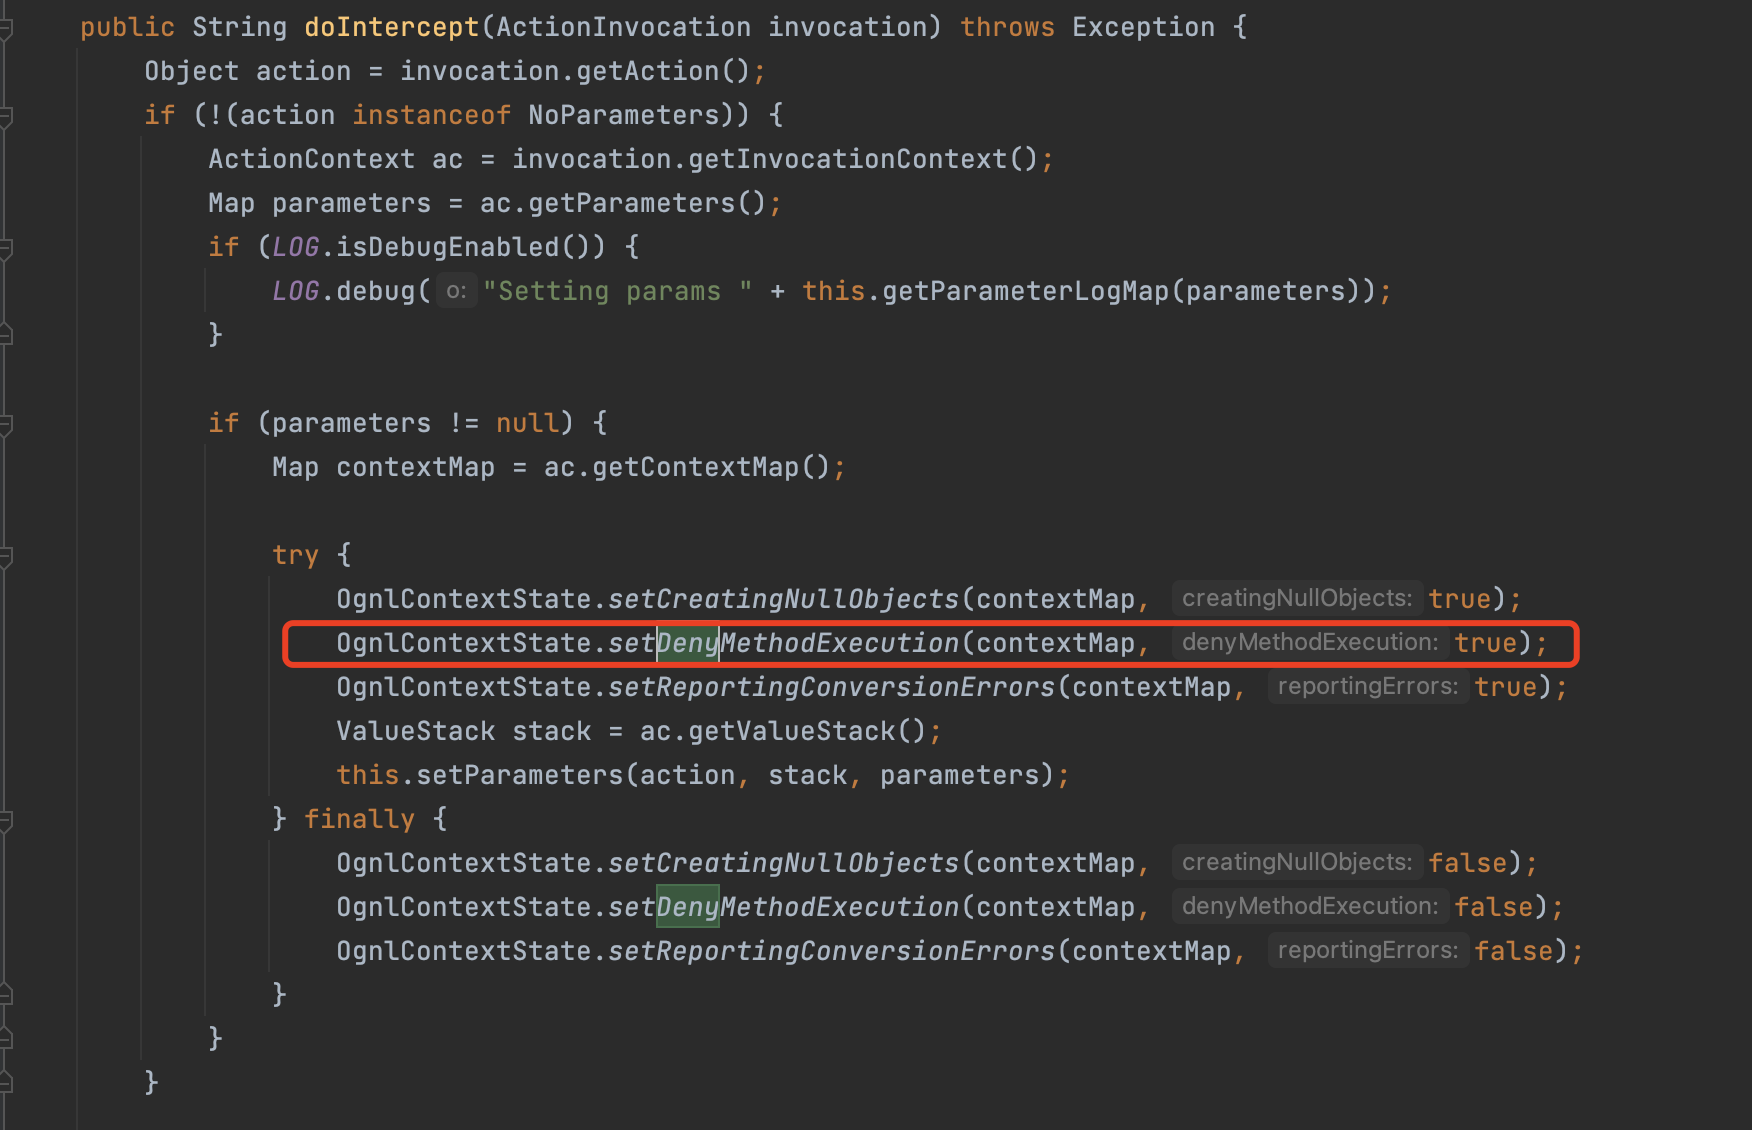 public String doIntercept(ActionInvocation invocation) throws Exception {
Object action = invocation.getAction();
if (!(action instanceof NoParameters)) {
ActionContext ac = invocation.getInvocationContext();
Map parameters = ac.getParameters();
if (LOG.isDebugEnabled()) {
LOG.debug( o: "Setting params " + this.getParameterLogMap(parameters));
}
if (parameters != null) {
Map contextMap = ac.getContextMap();
try {
OgnlContextState.setCreatingNullObjects(contextMap, creatingNullObjects: true);
OgnlContextState.setDenyMethodExecution(contextMap, denyMethodExecution: true);
OgnlContextState.setReportingConversionErrors(contextMap, reportingErrors: true);
ValueStack stack = ac.getValueStack();
this.setParameters(action, stack, parameters);
} finally {
OgnlContextState.setCreatingNullObjects(contextMap, creatingNullObjects: false);
OgnlContextState.setDenyMethodExecution(contextMap, denyMethodExecution: false);
OgnlContextState.setReportingConversionErrors(contextMap, reportingErrors: false);
}
}
}